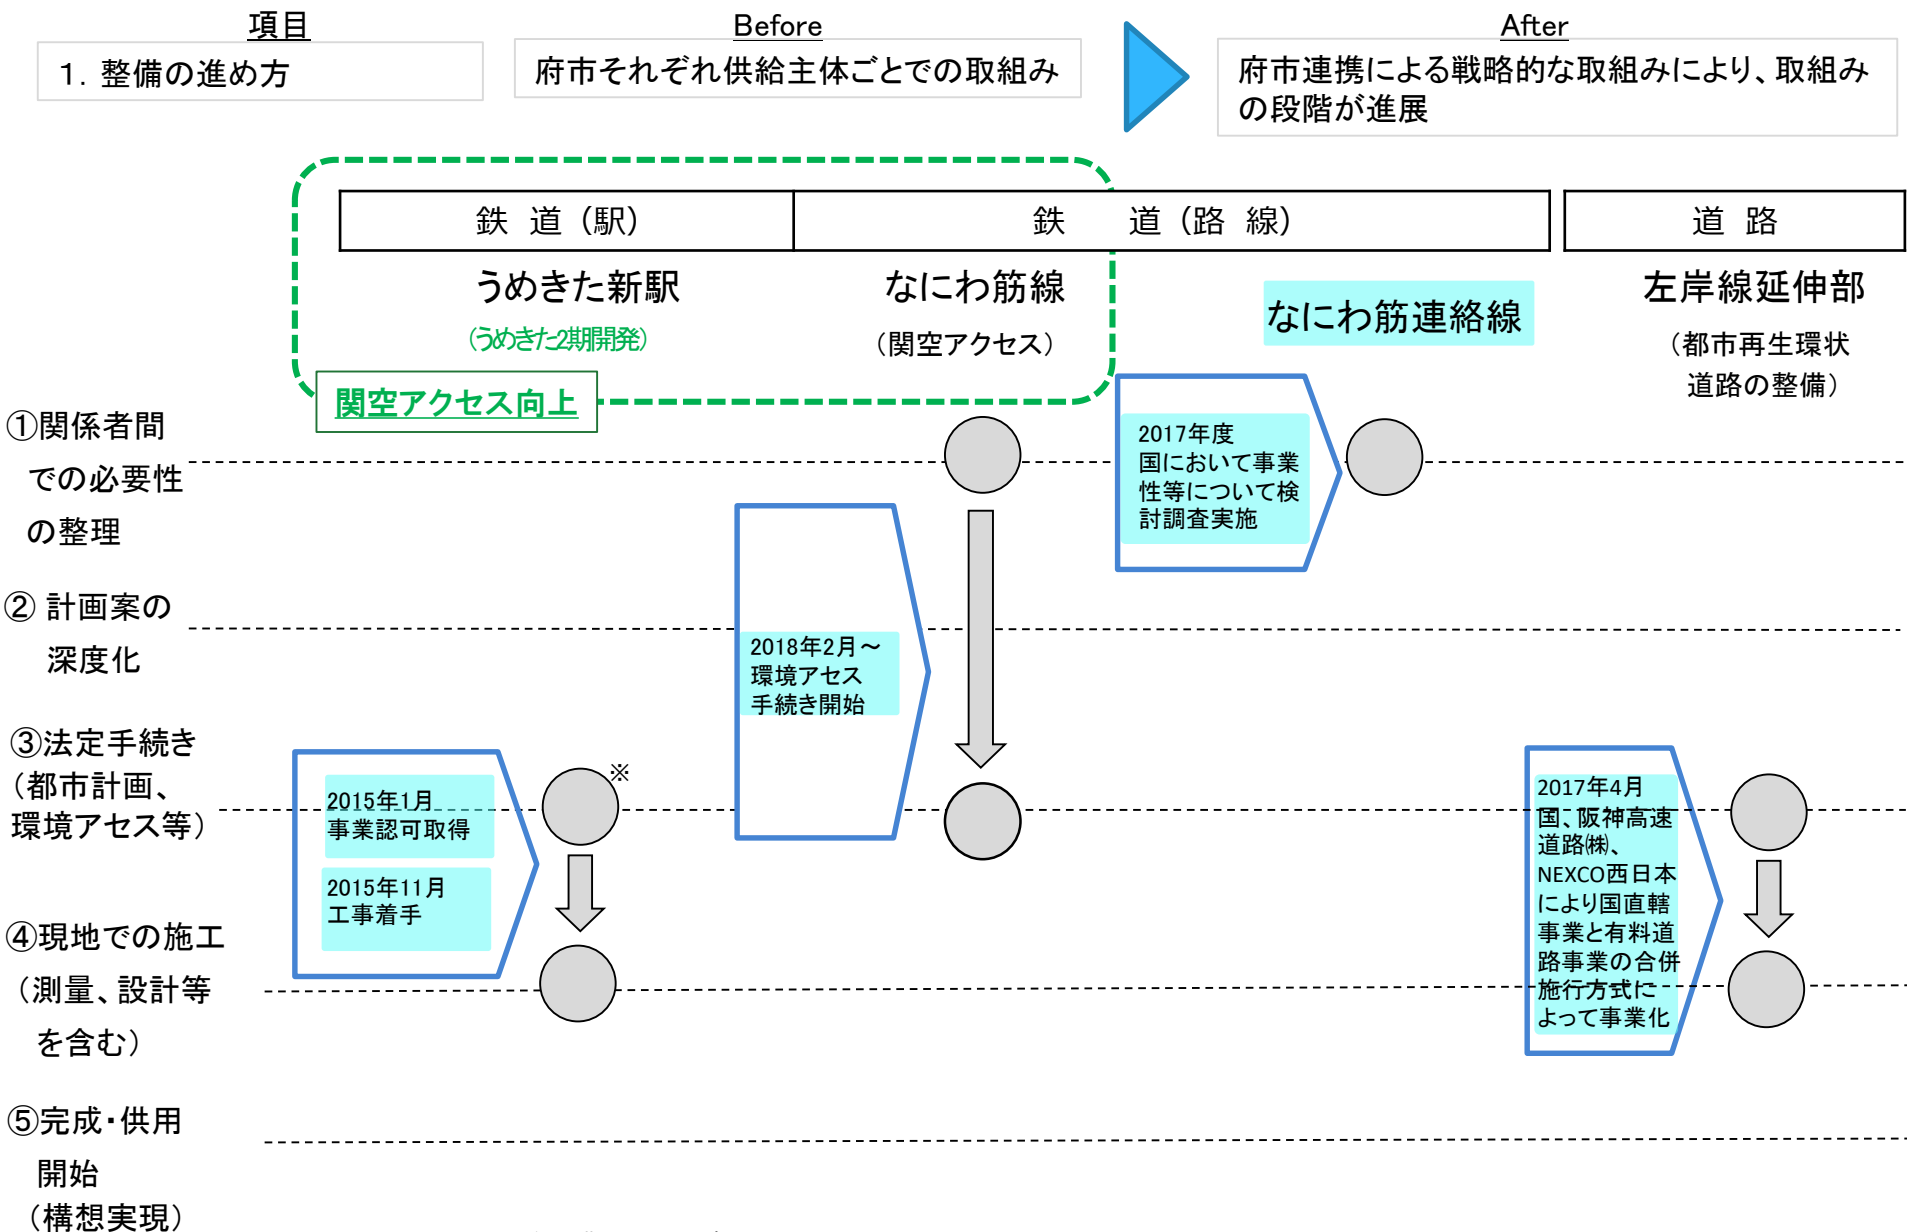 項目
Before
After
1. 整備の進め方
府市それぞれ供給主体ごとでの取組み
府市連携による戦略的な取組みにより、取組み
の段階が進展
鉄 道（駅）
鉄 道（路 線）
道 路
うめきた新駅
（うめきた2期開発）
なにわ筋線
（関空アクセス）
なにわ筋連絡線
左岸線延伸部
（都市再生環状
道路の整備）
関空アクセス向上
①関係者間
での必要性
の整理
2017年度
国において事業
性等について検
討調査実施
② 計画案の
深度化
2018年2月～
環境アセス
手続き開始
③法定手続き
（都市計画、
環境アセス等）
2015年1月
事業認可取得
2015年11月
工事着手
※
2017年4月
国、阪神高速
道路㈱、
NEXCO西日本
により国直轄
事業と有料道
路事業の合併
施行方式に
よって事業化
④現地での施工
（測量、設計等
を含む）
⑤完成・供用
開始
（構想実現）